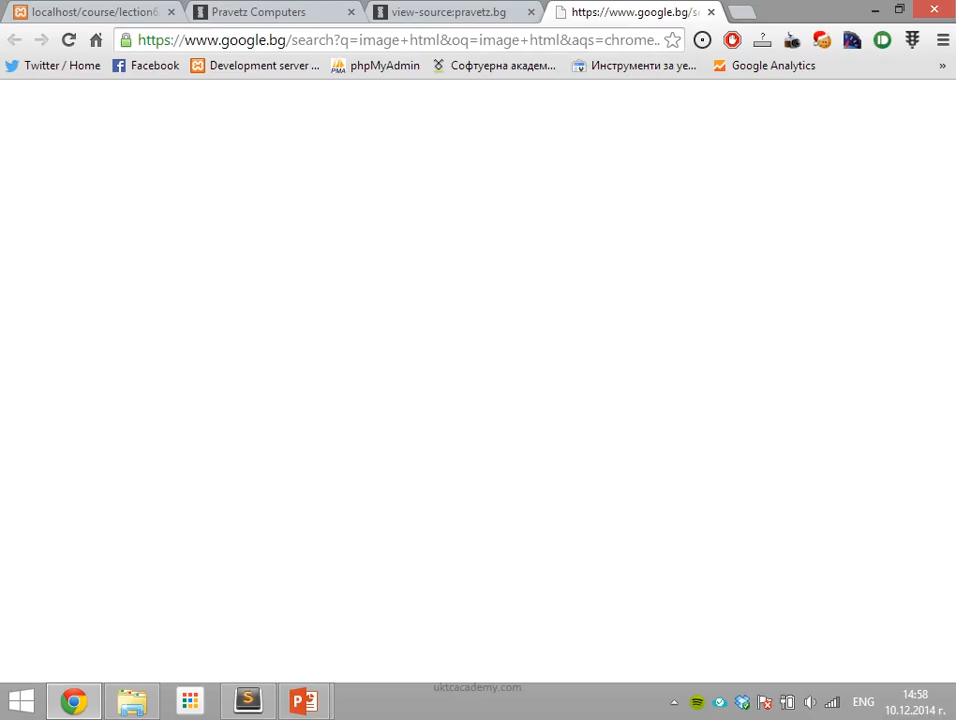 localhost/course/lection6
Pravetz Computers
view-source:pravetz.bg
https://www.google.bg/s
https://www.google.bg/search?q=image+html&oq=image+html&aqs=chrome..
Twitter / Home
Facebook
Development server ...
phpMyAdmin
Софтуерна академ...
Инструменти за уе...
Google Analytics
»
uktcacademy.com
ENG
14:58
10.12.2014 г.